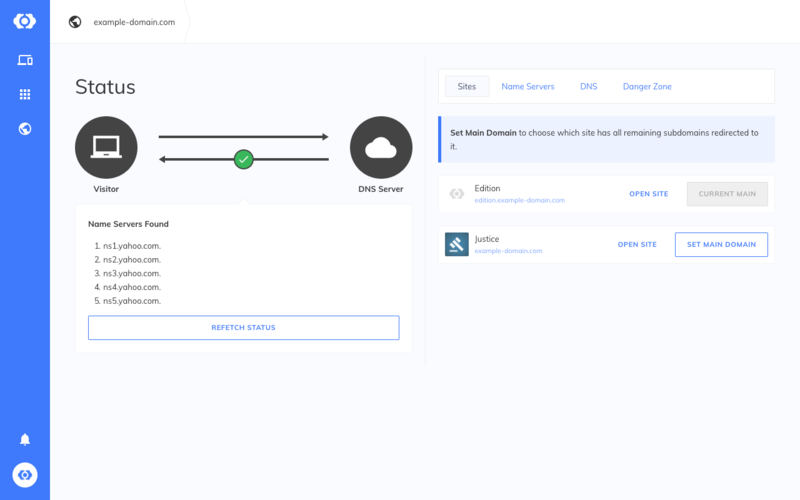 example-domain.com
Status
Visitor
DNS Server
Name Servers Found
1. ns1.yahoo.com.
2. ns2.yahoo.com.
3. ns3.yahoo.com.
4. ns4.yahoo.com.
5. ns5.yahoo.com.
REFETCH STATUS
Sites Name Servers DNS Danger Zone
Set Main Domain to choose which site has all remaining subdomains redirected to
it.
Edition
edition.example-domain.com
OPEN SITE CURRENT MAIN
Justice
example-domain.com
OPEN SITE SET MAIN DOMAIN